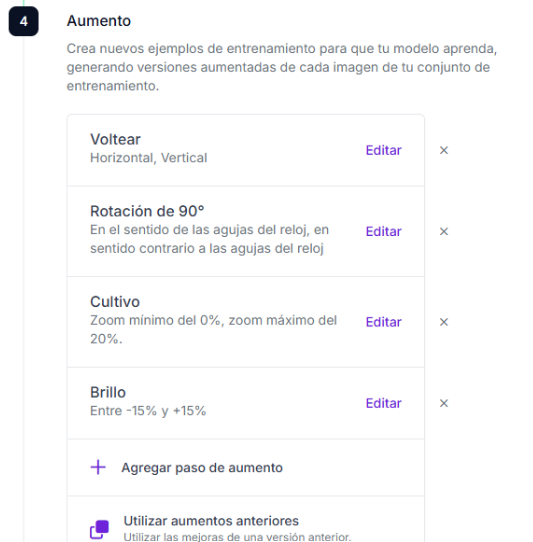 4
Aumento
Crea nuevos ejemplos de entrenamiento para que tu modelo aprenda,
generando versiones aumentadas de cada imagen de tu conjunto de
entrenamiento.
Voltear
Horizontal, Vertical
Editar
×
Rotación de 90°
En el sentido de las agujas del reloj, en
sentido contrario a las agujas del reloj
Editar
×
Cultivo
Zoom mínimo del 0%, zoom máximo del
20%.
Editar
×
Brillo
Entre -15% y +15%
Editar
×
Agregar paso de aumento
Utilizar aumentos anteriores
Utilizar las mejoras de una versión anterior.